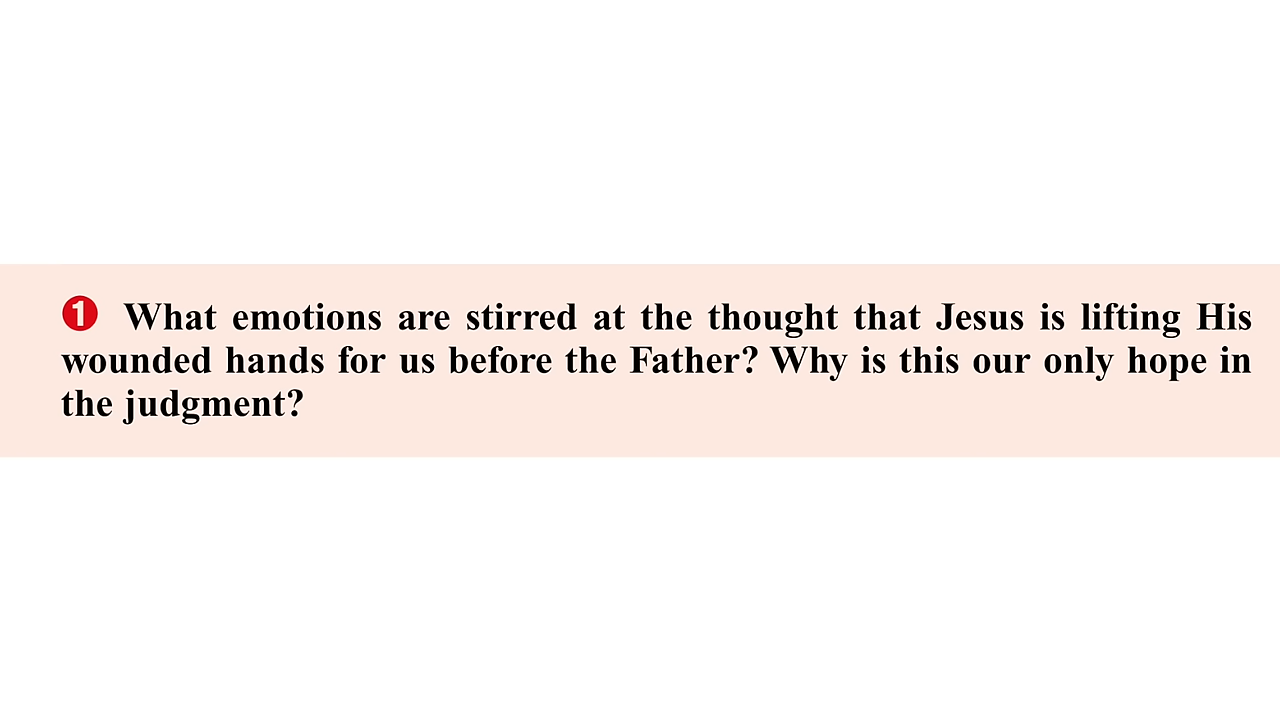 ❶ What emotions are stirred at the thought that Jesus is lifting His
wounded hands for us before the Father? Why is this our only hope in
the judgment?